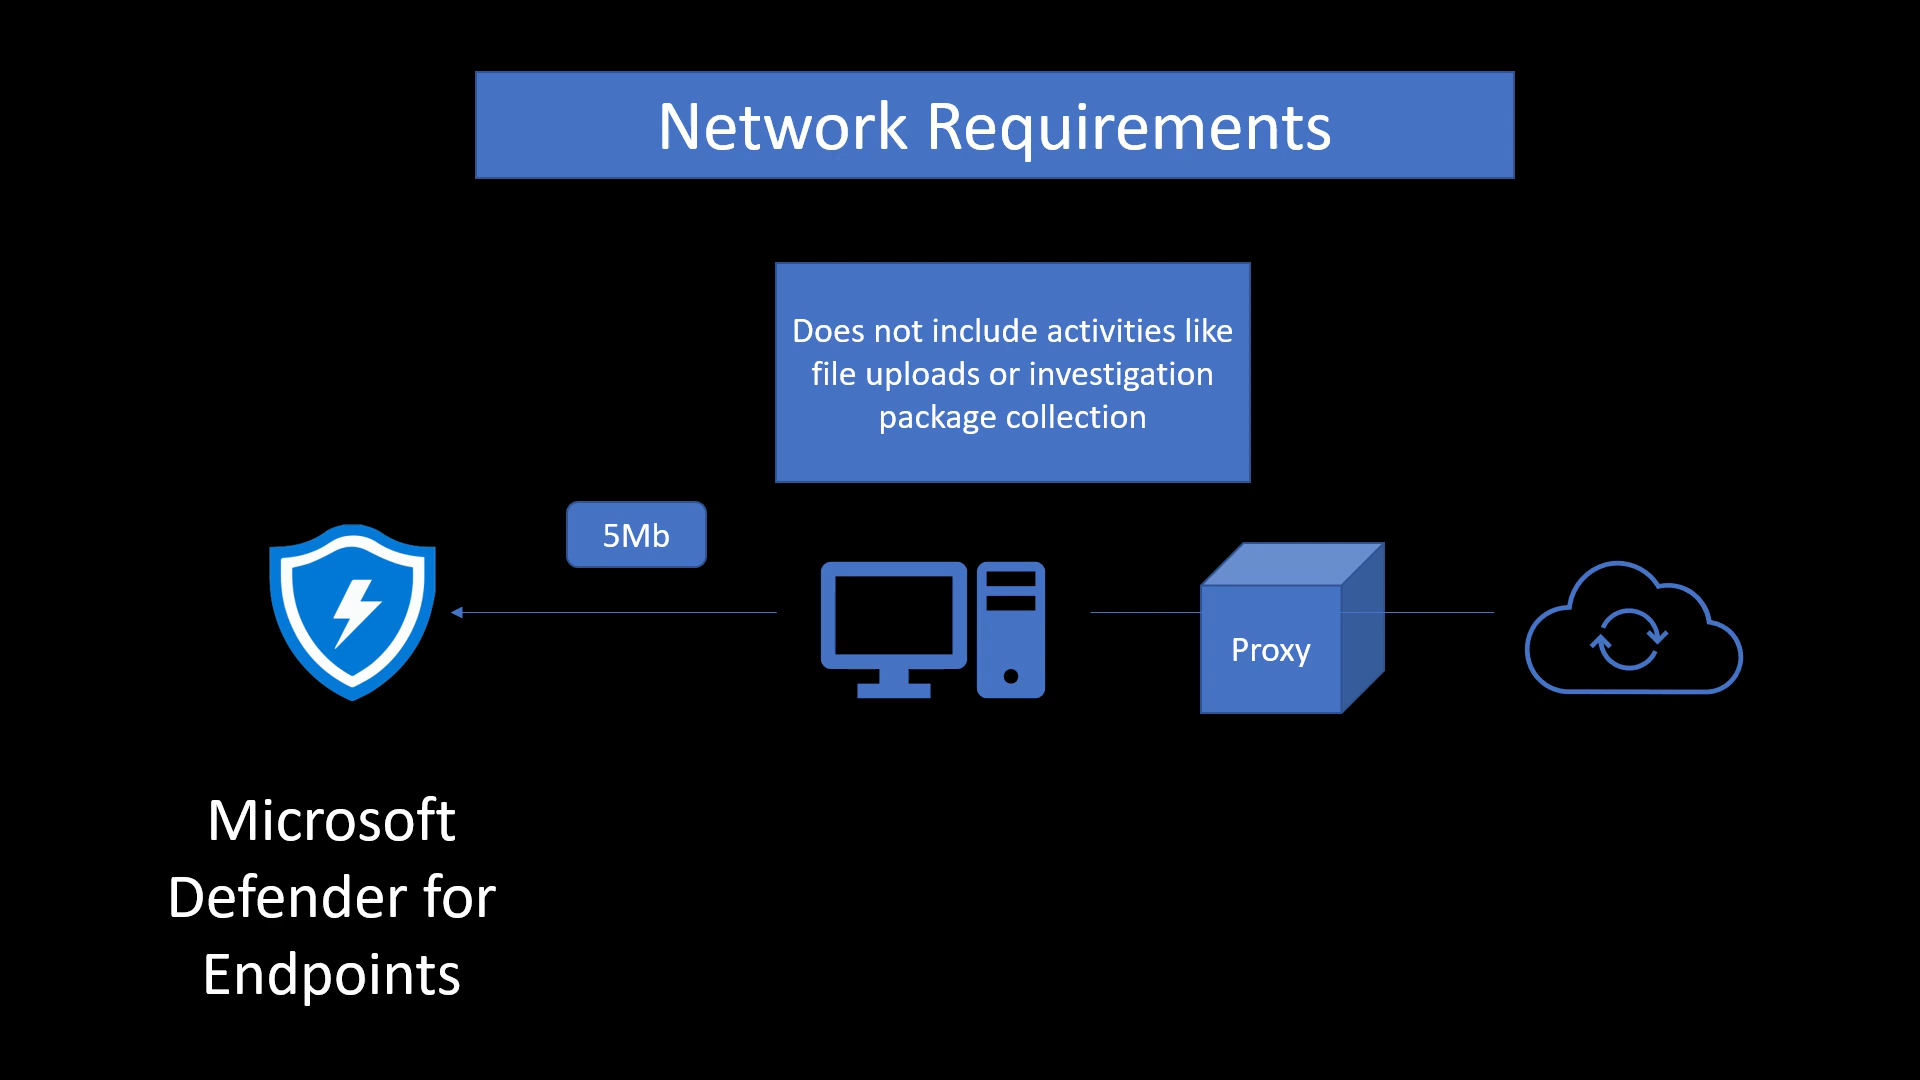 Network Requirements
Does not include activities like
file uploads or investigation
package collection
5Mb
Proxy
Microsoft
Defender for
Endpoints